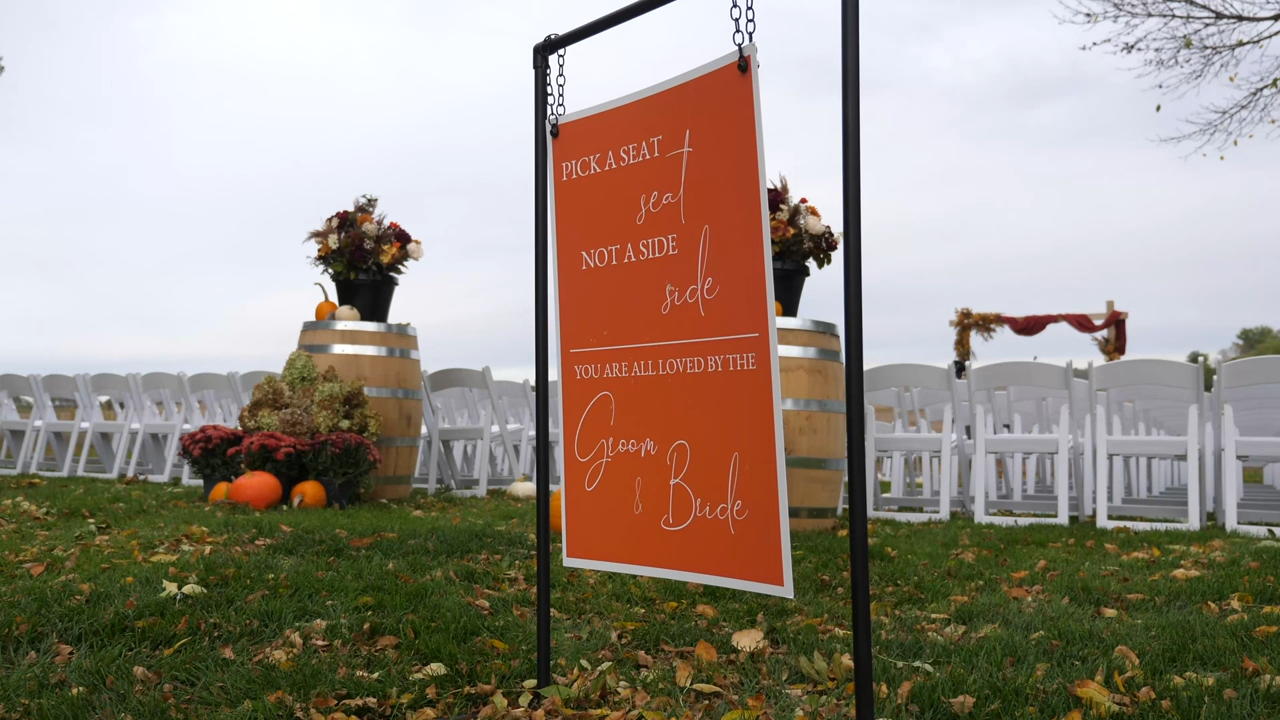 PICK A SEAT
seat
NOT A SIDE
side
YOU ARE ALL LOVED BY THE
Groom
& Bride